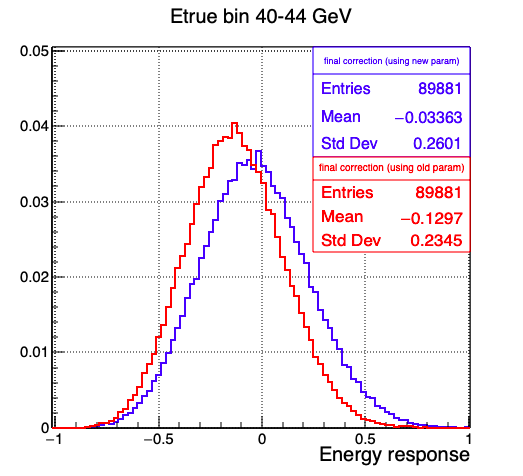 Etrue bin 40-44 GeV
0.05
0.04
0.03
0.02
0.01
0
final correction (using new param)
Entries 89881
Mean −0.03363
Std Dev 0.2601
final correction (using old param)
Entries 89881
Mean −0.1297
Std Dev 0.2345
−1 −0.5 0 0.5 1
Energy response